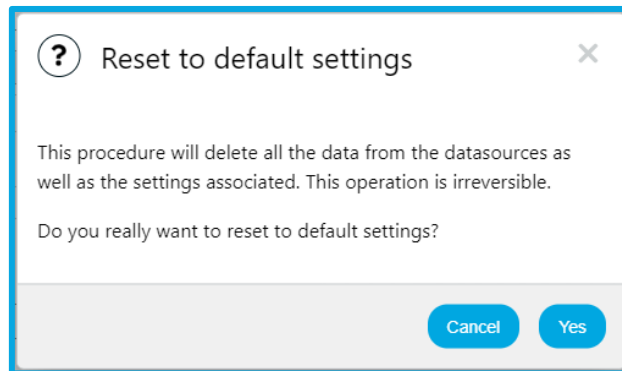 ?
Reset to default settings
×
This procedure will delete all the data from the datasources as
well as the settings associated. This operation is irreversible.
Do you really want to reset to default settings?
Cancel
Yes